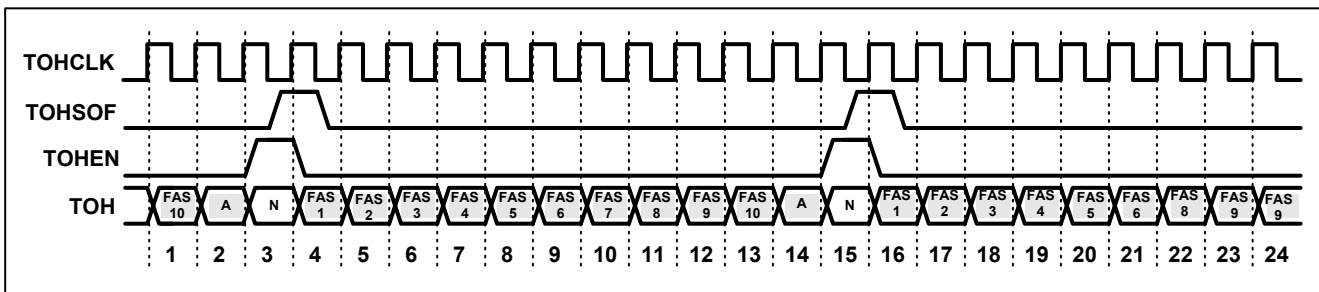 TOHCLK
TOHSOF
TOHEN
TOH FAS 10 A N FAS 1 FAS 2 FAS 3 FAS 4 FAS 5 FAS 6 FAS 7 FAS 8 FAS 9 FAS 10 A N FAS 1 FAS 2 FAS 3 FAS 4 FAS 5 FAS 6 FAS 8 FAS 9 FAS 9
1 2 3 4 5 6 7 8 9 10 11 12 13 14 15 16 17 18 19 20 21 22 23 24